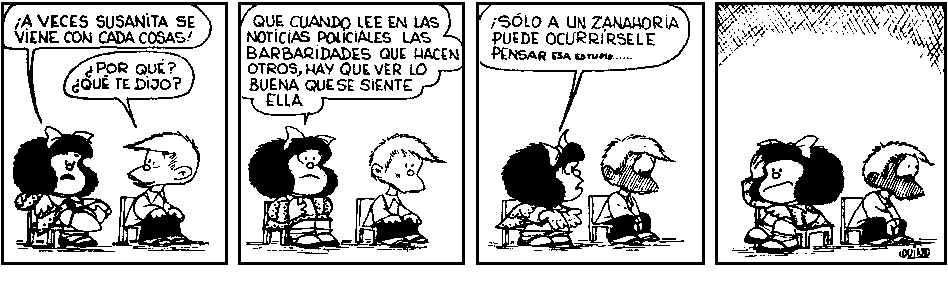 ¡A VECES SUSANITA SE
VIENE CON CADA COSAS!
¿POR QUÉ?
¿QUÉ TE DIJO?
QUE CUANDO LEE EN LAS
NOTICIAS POLICIALES LAS
BARBARIDADES QUE HACEN
OTROS, HAY QUE VER LO
BUENA QUE SE SIENTE
ELLA
¡SÓLO A UN ZANAHORIA
PUEDE OCURRÍRSELE
PENSAR ESA ESTUPID.....
QUINO